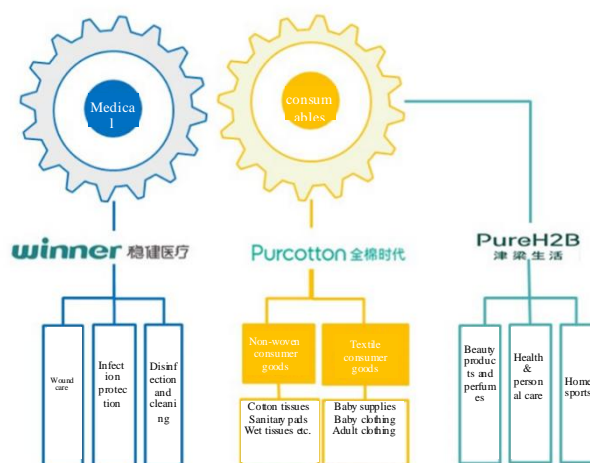 Medica
l
consum
ables
winner 稳健医疗
Purcotton 全棉时代
PureH2B
津梁生活
Wound
care
Infect
ion pr
otecti
on
Disinf
ection
and
cleani
ng
Non-woven
consumer
goods
Textile
consumer
goods
Cotton tissues
Sanitary pads
Wet tissues etc.
Baby supplies
Baby clothing
Adult clothing
Beauty
produc
ts and
perfum
es
Health
&
person
al care
Home
sports